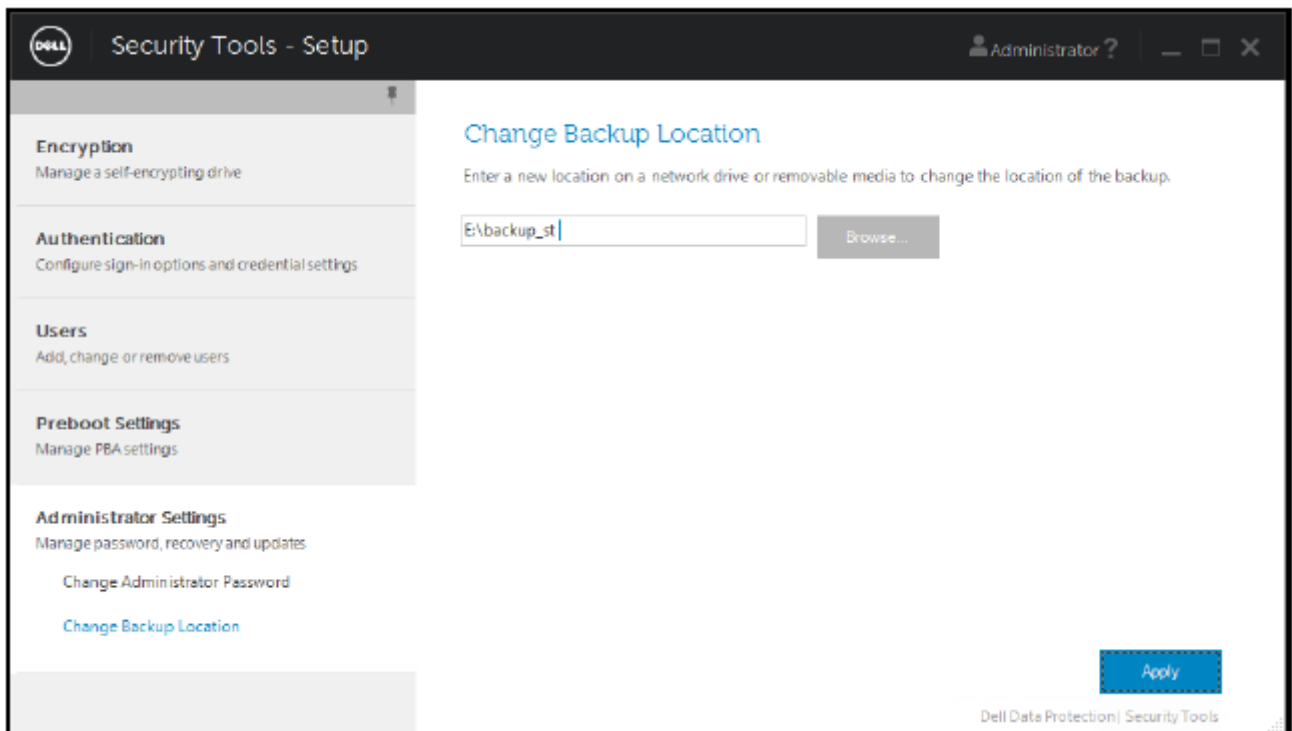 DELL
Security Tools - Setup
Administrator ?
Encryption
Manage a self-encrypting drive
Authentication
Configure sign-in options and credential settings
Users
Add, change or remove users
Preboot Settings
Manage PBA settings
Administrator Settings
Manage password, recovery and updates
Change Administrator Password
Change Backup Location
Change Backup Location
Enter a new location on a network drive or removable media to change the location of the backup.
E:\backup_st
Browse...
Apply
Dell Data Protection | Security Tools